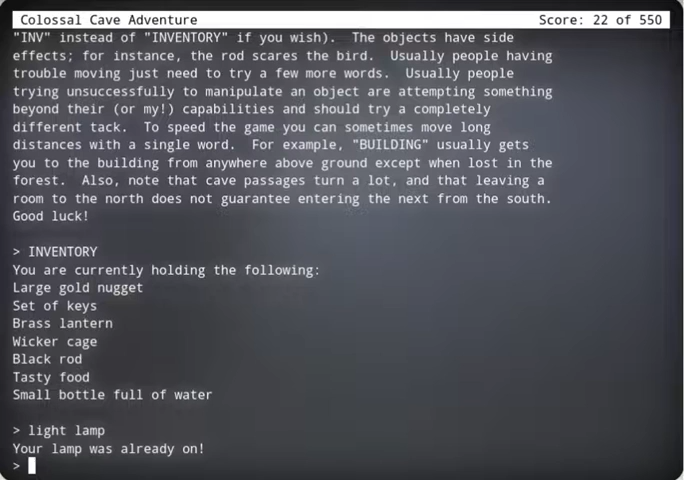 Colossal Cave Adventure Score: 22 of 550
"INV" instead of "INVENTORY" if you wish). The objects have side
effects; for instance, the rod scares the bird. Usually people having
trouble moving just need to try a few more words. Usually people
trying unsuccessfully to manipulate an object are attempting something
beyond their (or my!) capabilities and should try a completely
different tack. To speed the game you can sometimes move long
distances with a single word. For example, "BUILDING" usually gets
you to the building from anywhere above ground except when lost in the
forest. Also, note that cave passages turn a lot, and that leaving a
room to the north does not guarantee entering the next from the south.
Good luck!
> INVENTORY
You are currently holding the following:
Large gold nugget
Set of keys
Brass lantern
Wicker cage
Black rod
Tasty food
Small bottle full of water
> light lamp
Your lamp was already on!
>